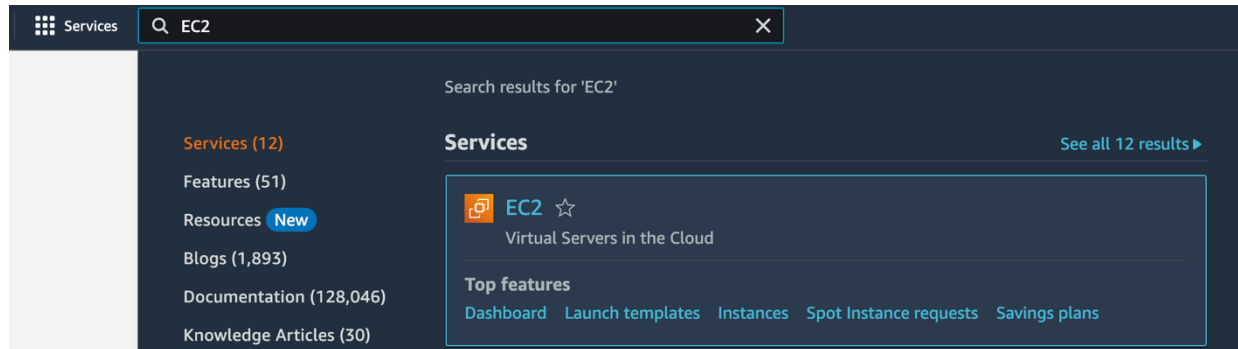 Services EC2
Search results for 'EC2'
Services (12)
Features (51)
Resources New
Blogs (1,893)
Documentation (128,046)
Knowledge Articles (30)
Services See all 12 results
EC2
Virtual Servers in the Cloud
Top features
Dashboard Launch templates Instances Spot Instance requests Savings plans